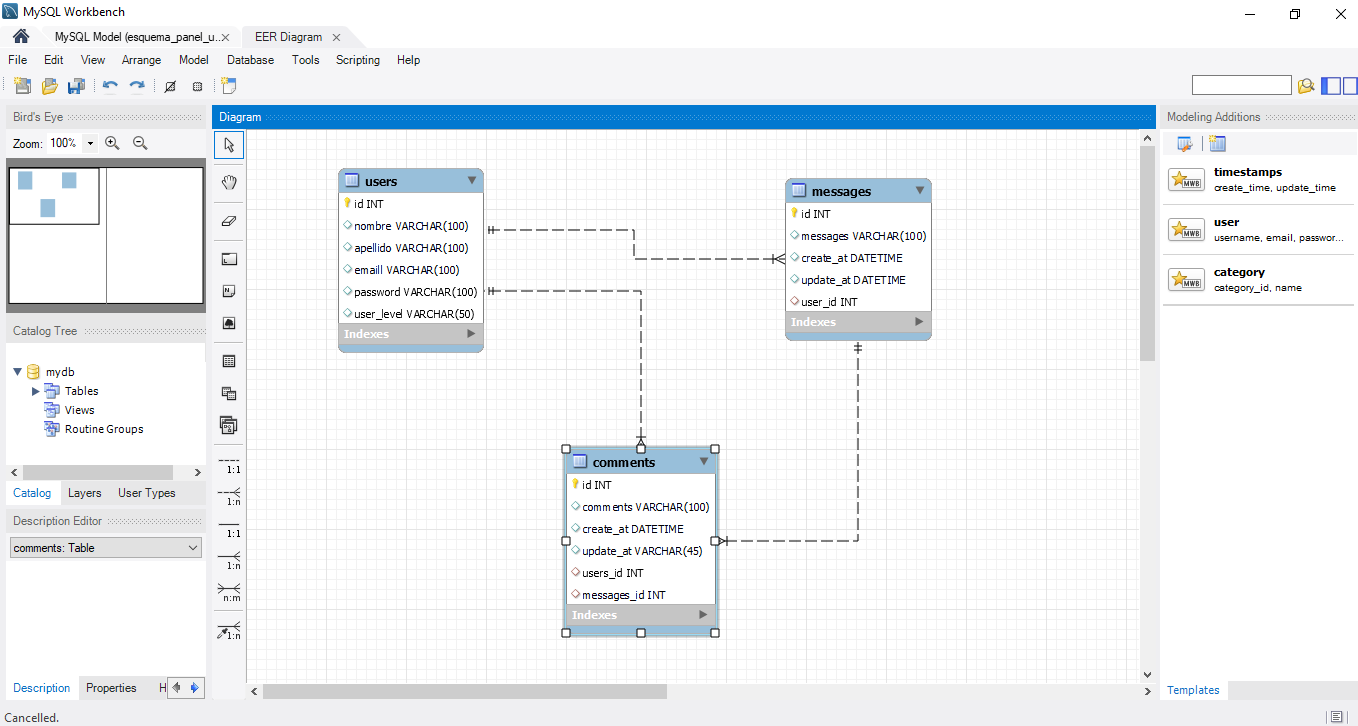 MySQL Workbench
MySQL Model (esquema_panel_u..×
EER Diagram ×
File Edit View Arrange Model Database Tools Scripting Help
Bird's Eye
Zoom: 100%
Catalog Tree
mydb
Tables
Views
Routine Groups
Catalog Layers User Types
Description Editor
comments: Table
Description Properties H
Cancelled.
Diagram
1:1
1:n
1:1
1:n
n:m
1:n
users
id INT
nombre VARCHAR(100)
apellido VARCHAR(100)
emaill VARCHAR(100)
password VARCHAR(100)
user_level VARCHAR(50)
Indexes
messages
id INT
messages VARCHAR(100)
create_at DATETIME
update_at DATETIME
user_id INT
Indexes
comments
id INT
comments VARCHAR(100)
create_at DATETIME
update_at VARCHAR(45)
users_id INT
messages_id INT
Indexes
Modeling Additions
MWB
timestamps
create_time, update_time
MWB
user
username, email, passwor...
MWB
category
category_id, name
Templates